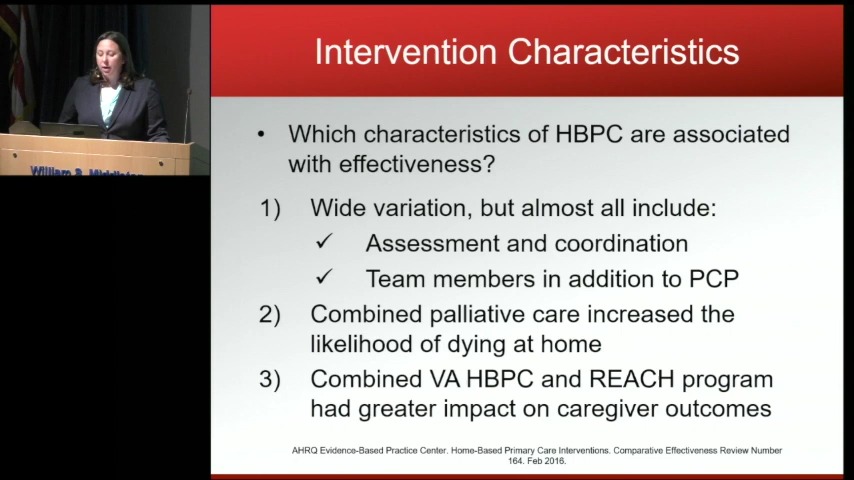 Intervention Characteristics
• Which characteristics of HBPC are associated
with effectiveness?
1) Wide variation, but almost all include:
✓ Assessment and coordination
✓ Team members in addition to PCP
2) Combined palliative care increased the
likelihood of dying at home
3) Combined VA HBPC and REACH program
had greater impact on caregiver outcomes
AHRQ Evidence-Based Practice Center. Home-Based Primary Care Interventions. Comparative Effectiveness Review Number
164. Feb 2016.
William S.